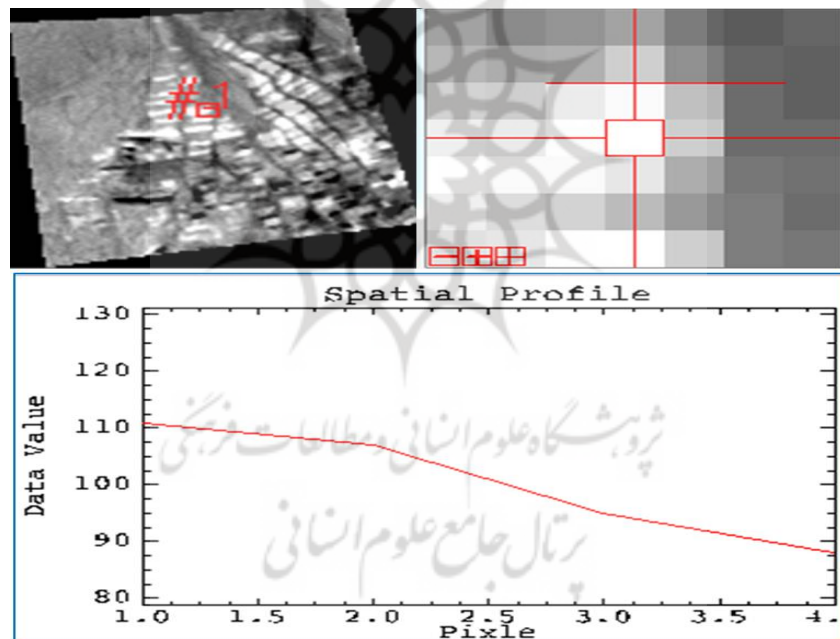 #1
Spatial Profile
130
120
110
100
90
80
Data Value
1.0 1.5 2.0 2.5 3.0 3.5 4.
Pixle
پژوهشگاه علوم انسانی و مطالعات فرهنگی
پرتال جامع علوم انسانی